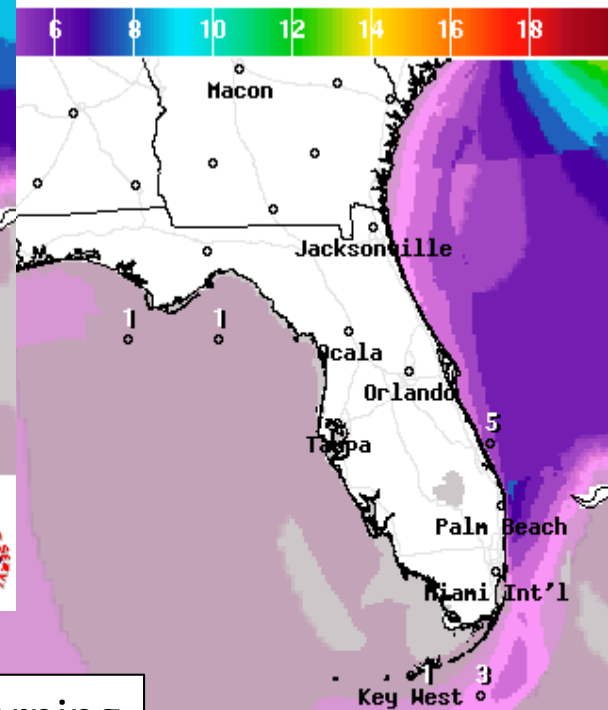 6 8 10 12 14 16 18
Macon
Jacksonville
1 1
Ocala
Orlando
5
Tampa
Palm Beach
Miami Int'l
1 3
Key West